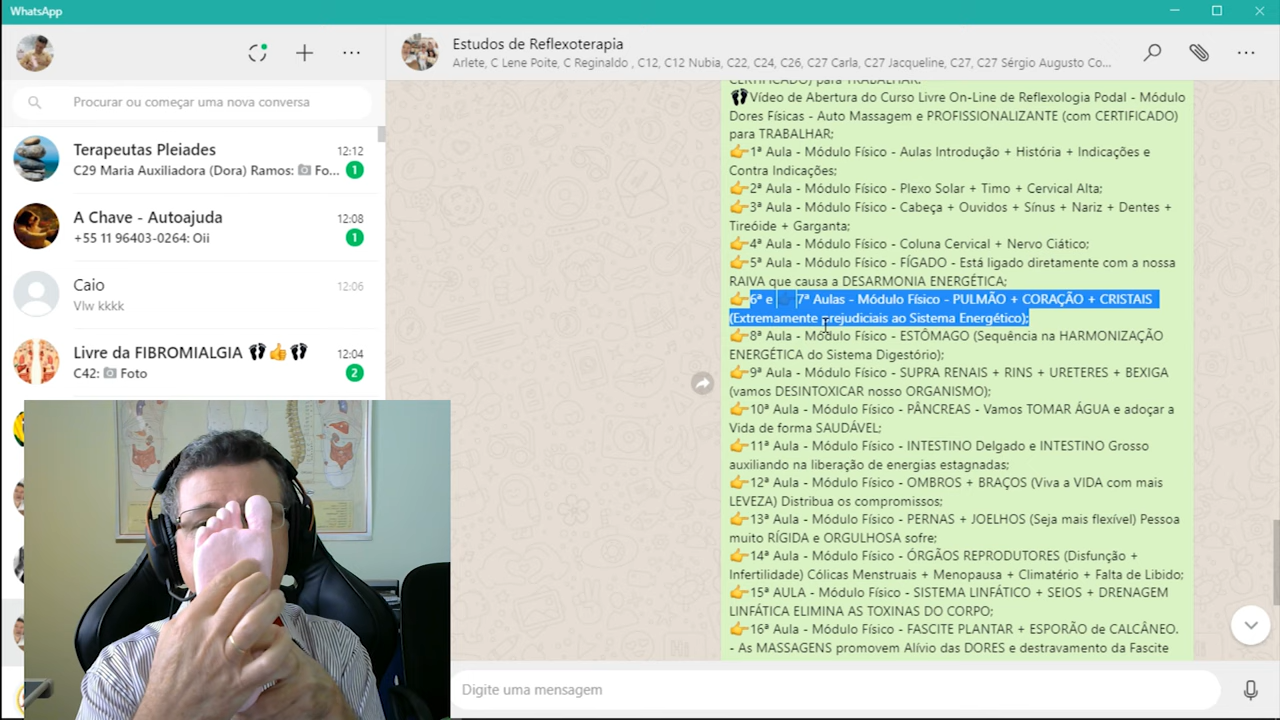 WhatsApp
Procurar ou começar uma nova conversa
Terapeutas Pleiades
12:12
C29 Maria Auxiliadora (Dora) Ramos: 📷 Fo...
1
A Chave - Autoajuda
12:08
+55 11 96403-0264: Oii
1
Caio
12:06
Vlw kkkk
Livre da FIBROMIALGIA 👣👍👣
12:04
C42: 📷 Foto
2
Estudos de Reflexoterapia
Arlete, C Lene Poite, C Reginaldo , C12, C12 Nubia, C22, C24, C26, C27 Carla, C27 Jacqueline, C27, C27 Sérgio Augusto Co...
CERTIFICADO) para TRABALHAR.
👣Vídeo de Abertura do Curso Livre On-Line de Reflexologia Podal - Módulo
Dores Físicas - Auto Massagem e PROFISSIONALIZANTE (com CERTIFICADO)
para TRABALHAR;
👉1ª Aula - Módulo Físico - Aulas Introdução + História + Indicações e
Contra Indicações;
👉2ª Aula - Módulo Físico - Plexo Solar + Timo + Cervical Alta;
👉3ª Aula - Módulo Físico - Cabeça + Ouvidos + Sínus + Nariz + Dentes +
Tireóide + Garganta;
👉4ª Aula - Módulo Físico - Coluna Cervical + Nervo Ciático;
👉5ª Aula - Módulo Físico - FÍGADO - Está ligado diretamente com a nossa
RAIVA que causa a DESARMONIA ENERGÉTICA;
👉6ª e 👉7ª Aulas - Módulo Físico - PULMÃO + CORAÇÃO + CRISTAIS
(Extremamente prejudiciais ao Sistema Energético);
👉8ª Aula - Módulo Físico - ESTÔMAGO (Sequência na HARMONIZAÇÃO
ENERGÉTICA do Sistema Digestório);
👉9ª Aula - Módulo Físico - SUPRA RENAIS + RINS + URETERES + BEXIGA
(vamos DESINTOXICAR nosso ORGANISMO);
👉10ª Aula - Módulo Físico - PÂNCREAS - Vamos TOMAR ÁGUA e adoçar a
Vida de forma SAUDÁVEL;
👉11ª Aula - Módulo Físico - INTESTINO Delgado e INTESTINO Grosso
auxiliando na liberação de energias estagnadas;
👉12ª Aula - Módulo Físico - OMBROS + BRAÇOS (Viva a VIDA com mais
LEVEZA) Distribua os compromissos;
👉13ª Aula - Módulo Físico - PERNAS + JOELHOS (Seja mais flexível) Pessoa
muito RÍGIDA e ORGULHOSA sofre;
👉14ª Aula - Módulo Físico - ÓRGÃOS REPRODUTORES (Disfunção +
Infertilidade) Cólicas Menstruais + Menopausa + Climatério + Falta de Libido;
👉15ª AULA - Módulo Físico - SISTEMA LINFÁTICO + SEIOS + DRENAGEM
LINFÁTICA ELIMINA AS TOXINAS DO CORPO;
👉16ª Aula - Módulo Físico - FASCITE PLANTAR + ESPORÃO de CALCÂNEO.
- As MASSAGENS promovem Alívio das DORES e destravamento da Fascite
Digite uma mensagem